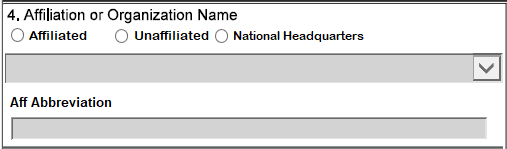 4. Affiliation or Organization Name
Affiliated Unaffiliated National Headquarters
Aff Abbreviation